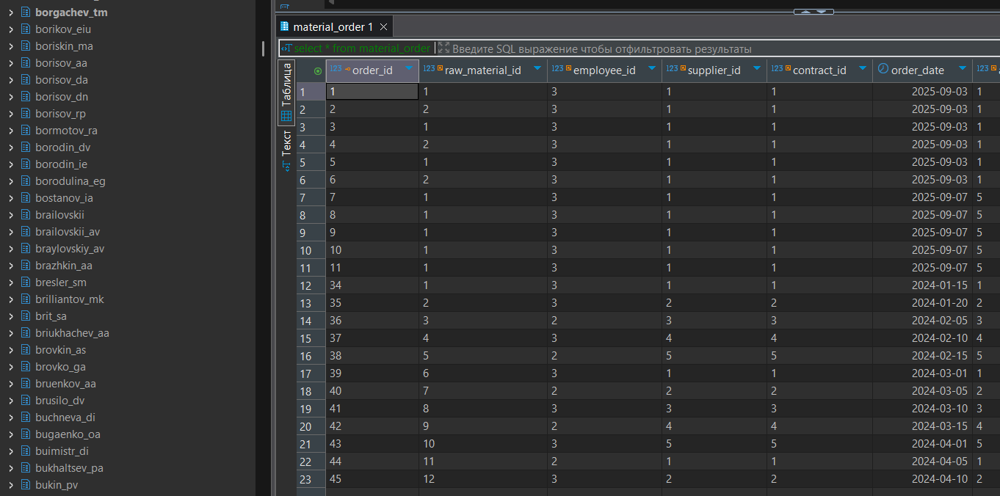 borgachev_tm
borikov_eiu
boriskin_ma
borisov_aa
borisov_da
borisov_dn
borisov_rp
bormotov_ra
borodin_dv
borodin_ie
borodulina_eg
bostanov_ia
brailovskii
brailovskii_av
braylovskiy_av
brazhkin_aa
bresler_sm
brilliantov_mk
brit_sa
briukhachev_aa
brovkin_as
brovko_ga
bruenkov_aa
brusilo_dv
buchneva_di
bugaenko_oa
buimistr_di
bukhaltsev_pa
bukin_pv
material_order 1
select * from material_order Введите SQL выражение чтобы отфильтровать результаты
Таблица
Текст
123 order_id 123 raw_material_id 123 employee_id 123 supplier_id 123 contract_id order_date 123
1 1 1 3 1 1 2025-09-03 1
2 2 2 3 1 1 2025-09-03 1
3 3 1 3 1 1 2025-09-03 1
4 4 2 3 1 1 2025-09-03 1
5 5 1 3 1 1 2025-09-03 1
6 6 2 3 1 1 2025-09-03 1
7 7 1 3 1 1 2025-09-07 5
8 8 1 3 1 1 2025-09-07 5
9 9 1 3 1 1 2025-09-07 5
10 10 1 3 1 1 2025-09-07 5
11 11 1 3 1 1 2025-09-07 5
12 34 1 3 1 1 2024-01-15 1
13 35 2 3 2 2 2024-01-20 2
14 36 3 2 3 3 2024-02-05 3
15 37 4 3 4 4 2024-02-10 4
16 38 5 2 5 5 2024-02-15 5
17 39 6 3 1 1 2024-03-01 1
18 40 7 2 2 2 2024-03-05 2
19 41 8 3 3 3 2024-03-10 3
20 42 9 2 4 4 2024-03-15 4
21 43 10 3 5 5 2024-04-01 5
22 44 11 2 1 1 2024-04-05 1
23 45 12 3 2 2 2024-04-10 2